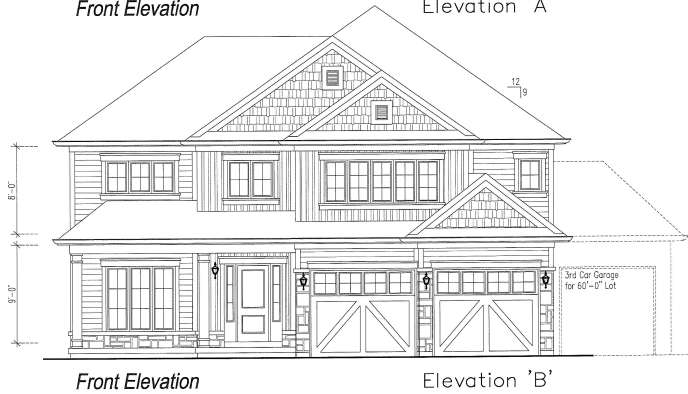 Front Elevation
Elevation 'A
12
9
8'-0"
9'-0"
3rd Car Garage
for 60'-0" Lot
Front Elevation
Elevation 'B'